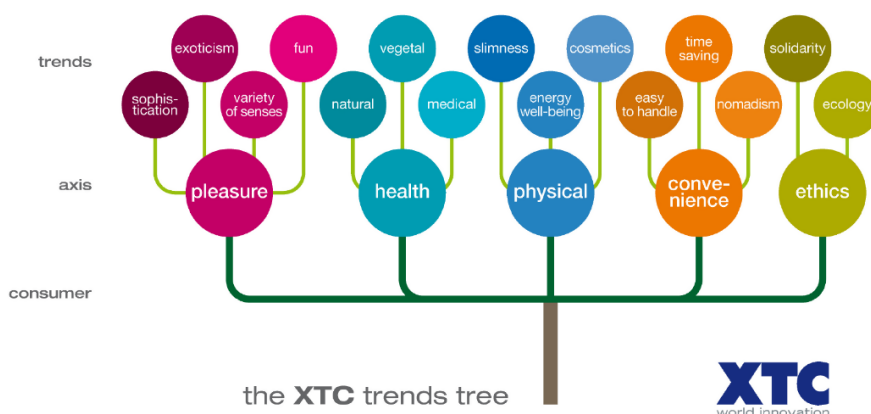 trends
sophis-
tication
exoticism
variety
of senses
fun
natural
vegetal
medical
slimness
energy
well-being
cosmetics
easy
to handle
time
saving
nomadism
solidarity
ecology
axis
pleasure
health
physical
conve-
nience
ethics
consumer
the XTC trends tree
XTC
world innovation